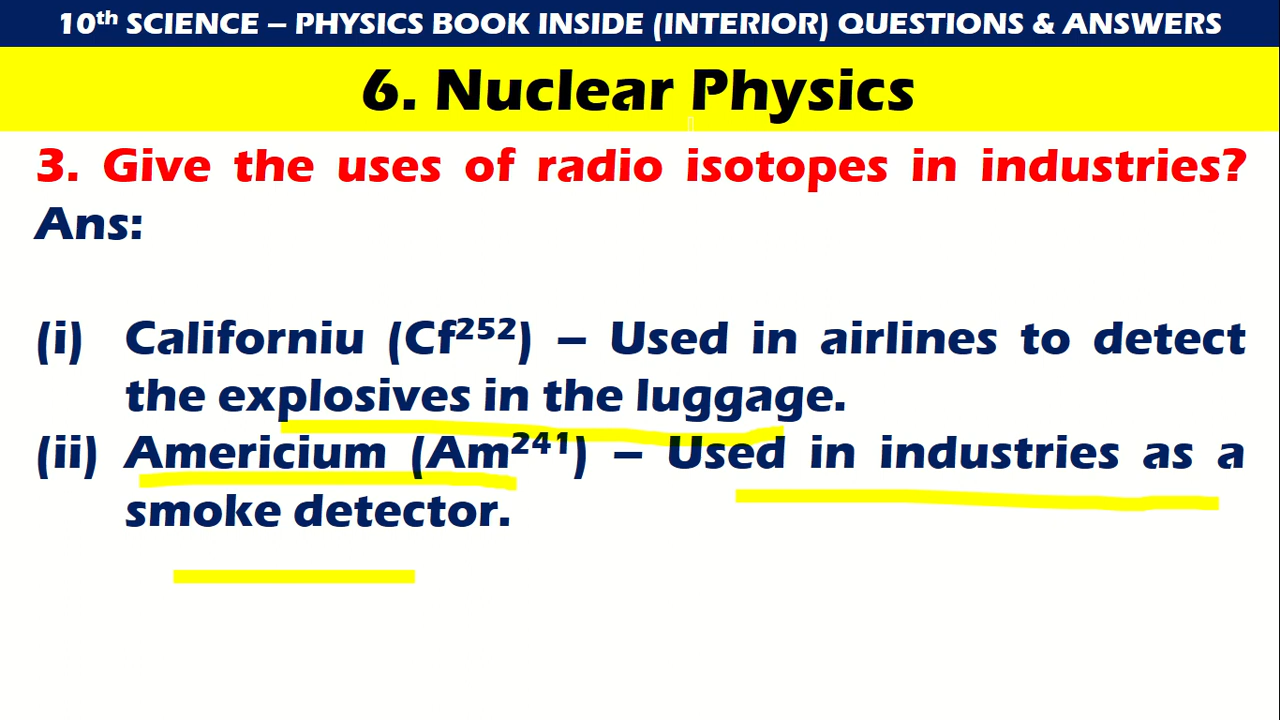 10th SCIENCE – PHYSICS BOOK INSIDE (INTERIOR) QUESTIONS & ANSWERS
6. Nuclear Physics
3. Give the uses of radio isotopes in industries?
Ans:
(i) Californiu (Cf²⁵²) – Used in airlines to detect
the explosives in the luggage.
(ii) Americium (Am²⁴¹) – Used in industries as a
smoke detector.